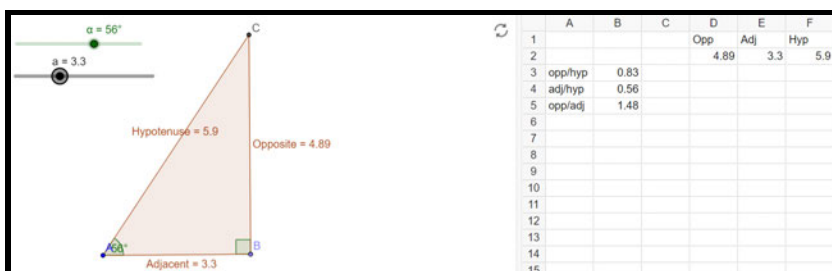 α = 56°
a = 3.3
C
Hypotenuse = 5.9
Opposite = 4.89
A
56°
B
Adjacent = 3.3
A B C D E F
1 Opp Adj Hyp
2 4.89 3.3 5.9
3 opp/hyp 0.83
4 adj/hyp 0.56
5 opp/adj 1.48
6
7
8
9
10
11
12
13
14
15